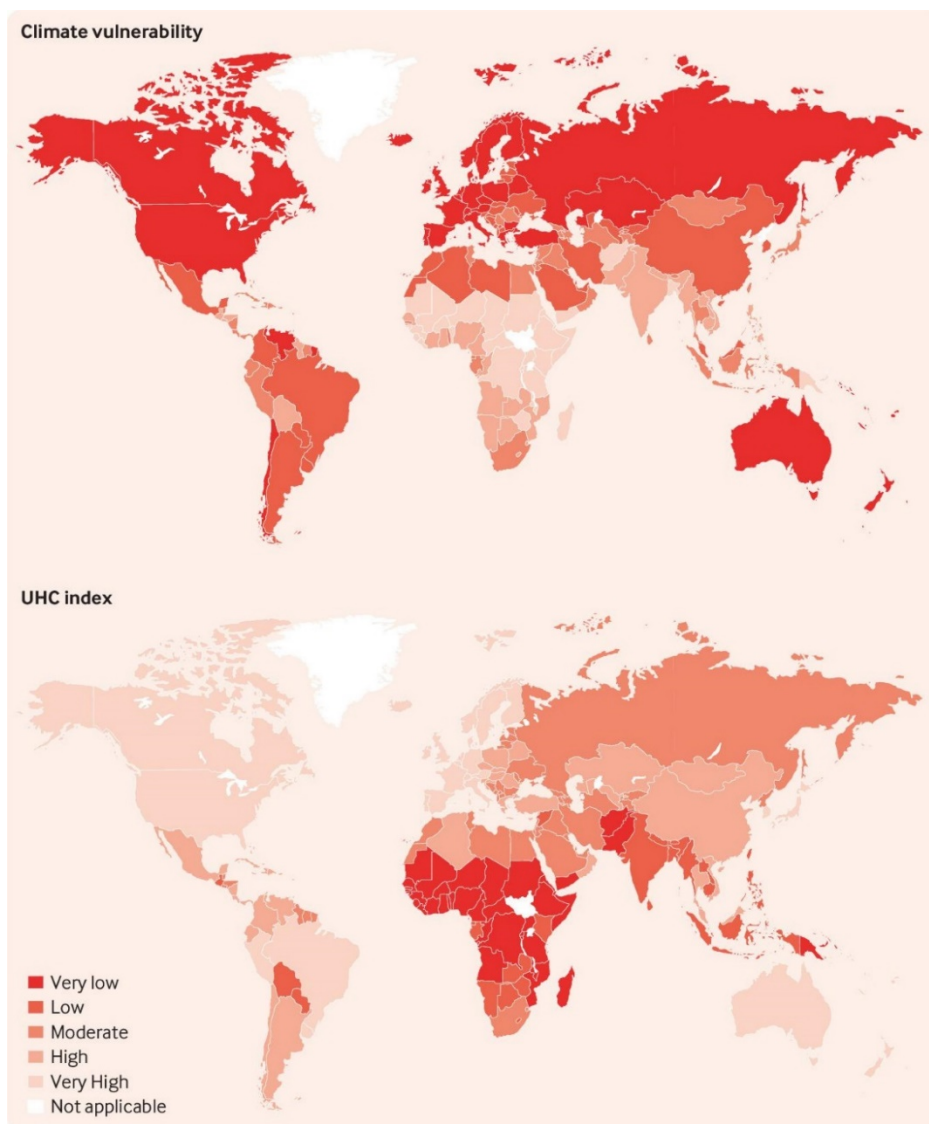 Climate vulnerability
UHC index
Very low
Low
Moderate
High
Very High
Not applicable